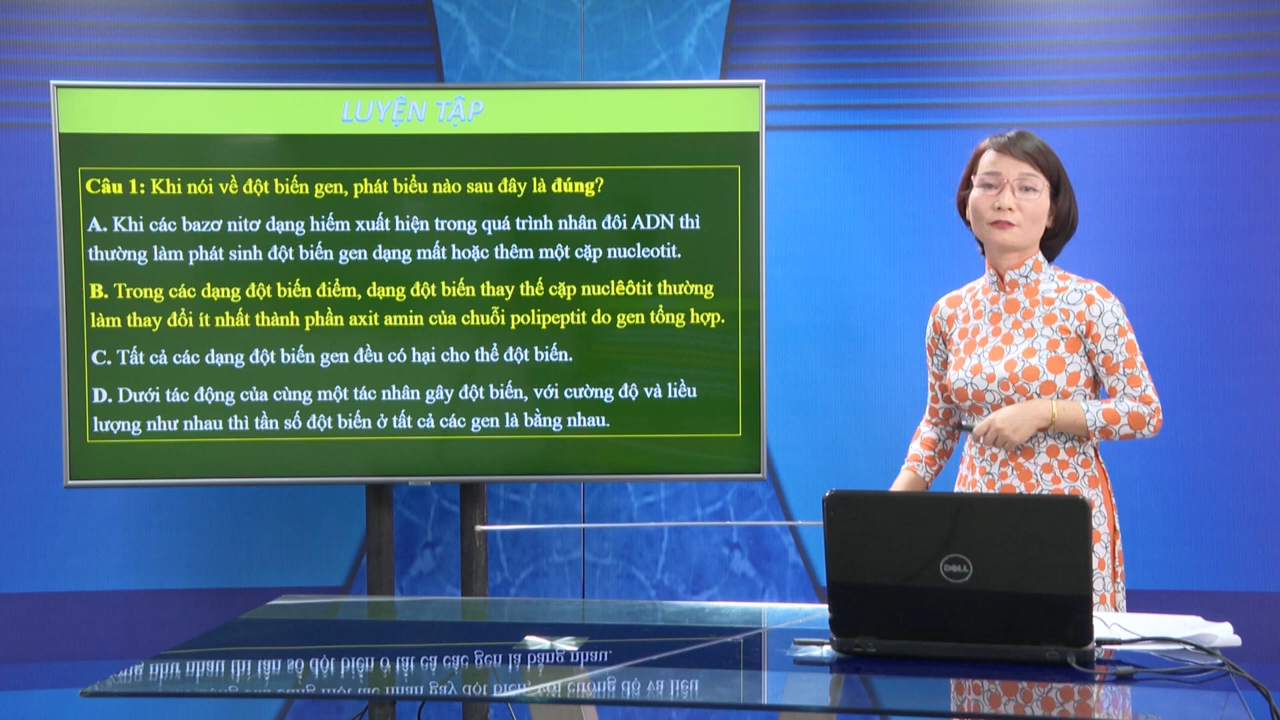 LUYỆN TẬP
Câu 1: Khi nói về đột biến gen, phát biểu nào sau đây là đúng?
A. Khi các bazơ nitơ dạng hiếm xuất hiện trong quá trình nhân đôi ADN thì
thường làm phát sinh đột biến gen dạng mất hoặc thêm một cặp nucleotit.
B. Trong các dạng đột biến điểm, dạng đột biến thay thế cặp nuclêôtit thường
làm thay đổi ít nhất thành phần axit amin của chuỗi polipeptit do gen tổng hợp.
C. Tất cả các dạng đột biến gen đều có hại cho thể đột biến.
D. Dưới tác động của cùng một tác nhân gây đột biến, với cường độ và liều
lượng như nhau thì tần số đột biến ở tất cả các gen là bằng nhau.
DELL